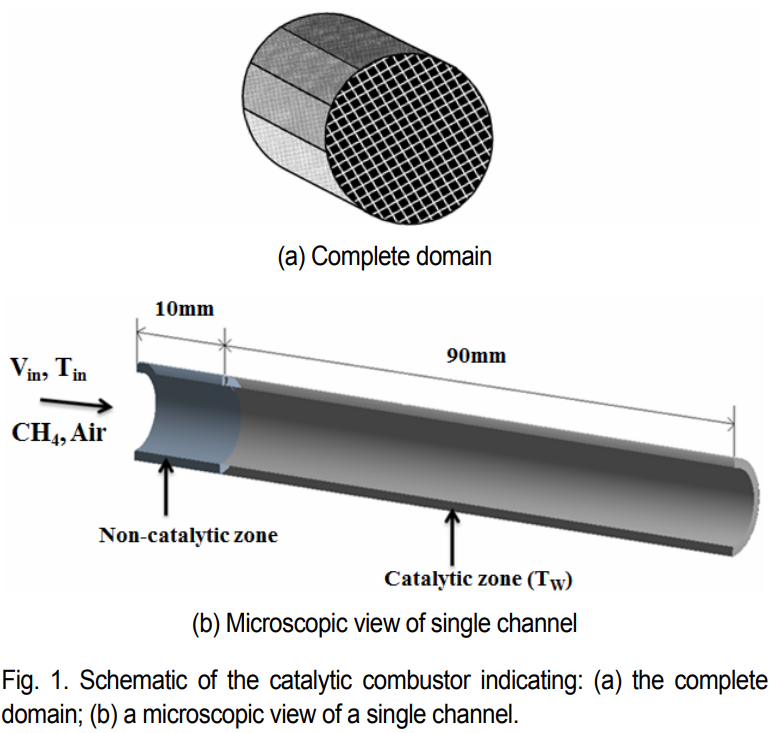 (a) Complete domain
10mm
90mm
Vin, Tin
CH4, Air
Non-catalytic zone
Catalytic zone (TW)
(b) Microscopic view of single channel
Fig. 1. Schematic of the catalytic combustor indicating: (a) the complete
domain; (b) a microscopic view of a single channel.